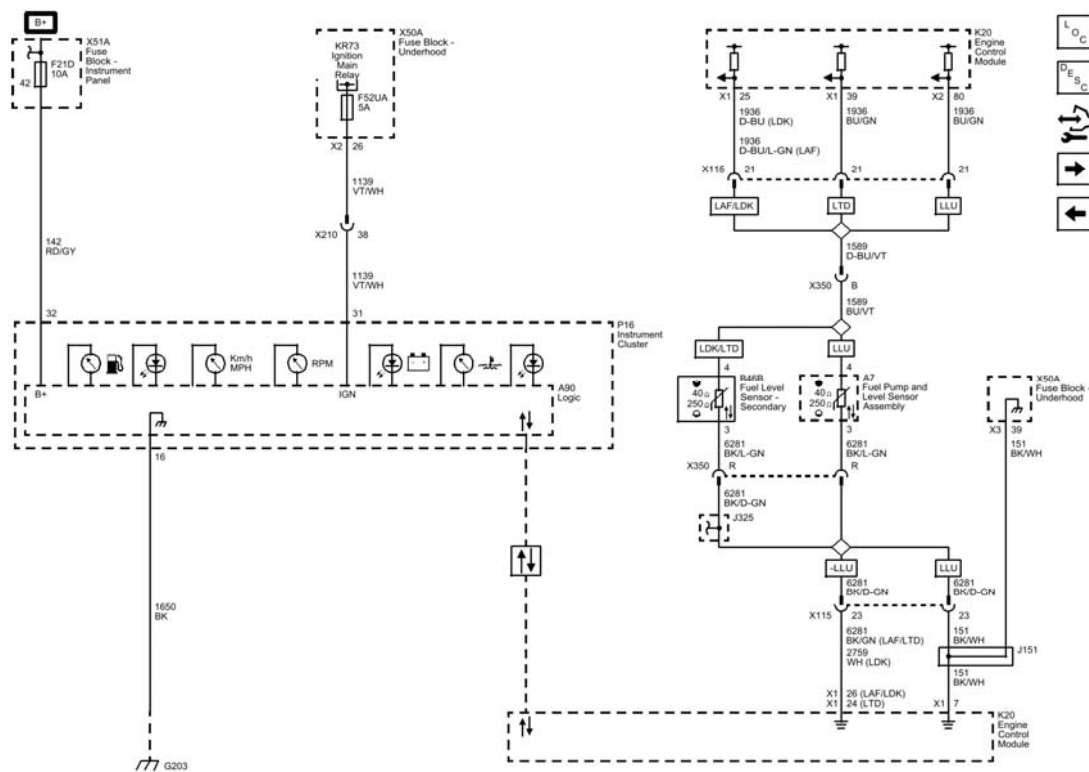 B+
X51A
Fuse
Block -
Instrument
Panel
F21D
10A
42
KR73
Ignition
Main
Relay
F52UA
5A
X50A
Fuse Block -
Underhood
X2 26
1139
VT/WH
X210 38
1139
VT/WH
142
RD/GY
32
31
P16
Instrument
Cluster
Km/h
MPH
RPM
B+
IGN
A90
Logic
16
1650
BK
G203
K20
Engine
Control
Module
X1 25
X1 39
X2 80
1936
D-BU (LDK)
1936
D-BU/L-GN (LAF)
1936
BU/GN
1936
BU/GN
X115 21
21
21
LAF/LDK
LTD
LLU
1589
D-BU/VT
X350 B
1589
BU/VT
LDK/LTD
LLU
4
4
B46B
Fuel Level
Sensor -
Secondary
40 Ω
250 Ω
A7
Fuel Pump and
Level Sensor
Assembly
40 Ω
250 Ω
3
3
6281
BK/L-GN
6281
BK/L-GN
X350 R
R
6281
BK/D-GN
J325
-LLU
LLU
6281
BK/D-GN
6281
BK/D-GN
X115 23
23
6281
BK/GN (LAF/LTD)
2759
WH (LDK)
151
BK/WH
J151
151
BK/WH
X1 26 (LAF/LDK)
X1 24 (LTD)
X1 7
K20
Engine
Control
Module
X50A
Fuse Block -
Underhood
X3 39
151
BK/WH
LOC
DESC